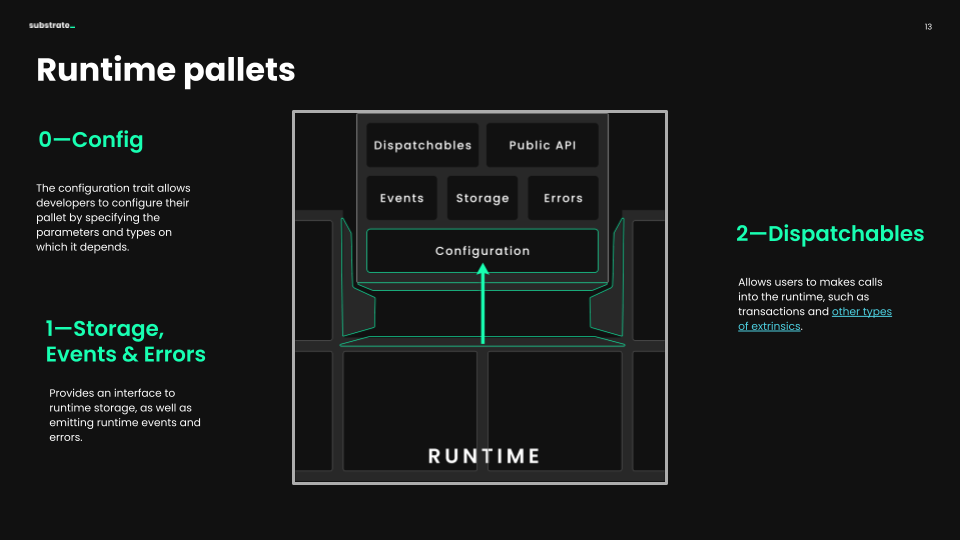 substrate_
13
Runtime pallets
0—Config
The configuration trait allows
developers to configure their
pallet by specifying the
parameters and types on
which it depends.
1—Storage,
Events & Errors
Provides an interface to
runtime storage, as well as
emitting runtime events and
errors.
Dispatchables
Public API
Events
Storage
Errors
Configuration
RUNTIME
2—Dispatchables
Allows users to makes calls
into the runtime, such as
transactions and other types
of extrinsics.